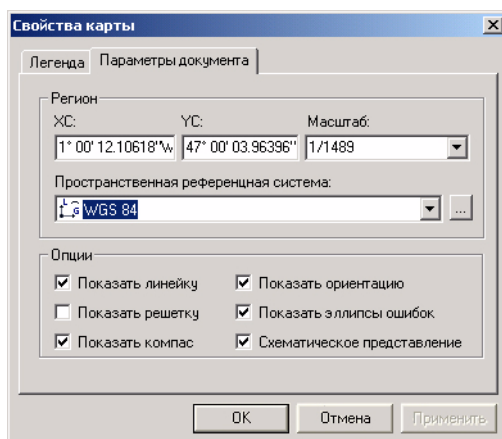 Свойства карты
Легенда Параметры документа
Регион
XC: YC: Масштаб:
1° 00' 12.10618"W 47° 00' 03.96396" 1/1489
Пространственная референцная система:
WGS 84 ...
Опции
Показать линейку Показать ориентацию
Показать решетку Показать эллипсы ошибок
Показать компас Схематическое представление
OK Отмена Применить